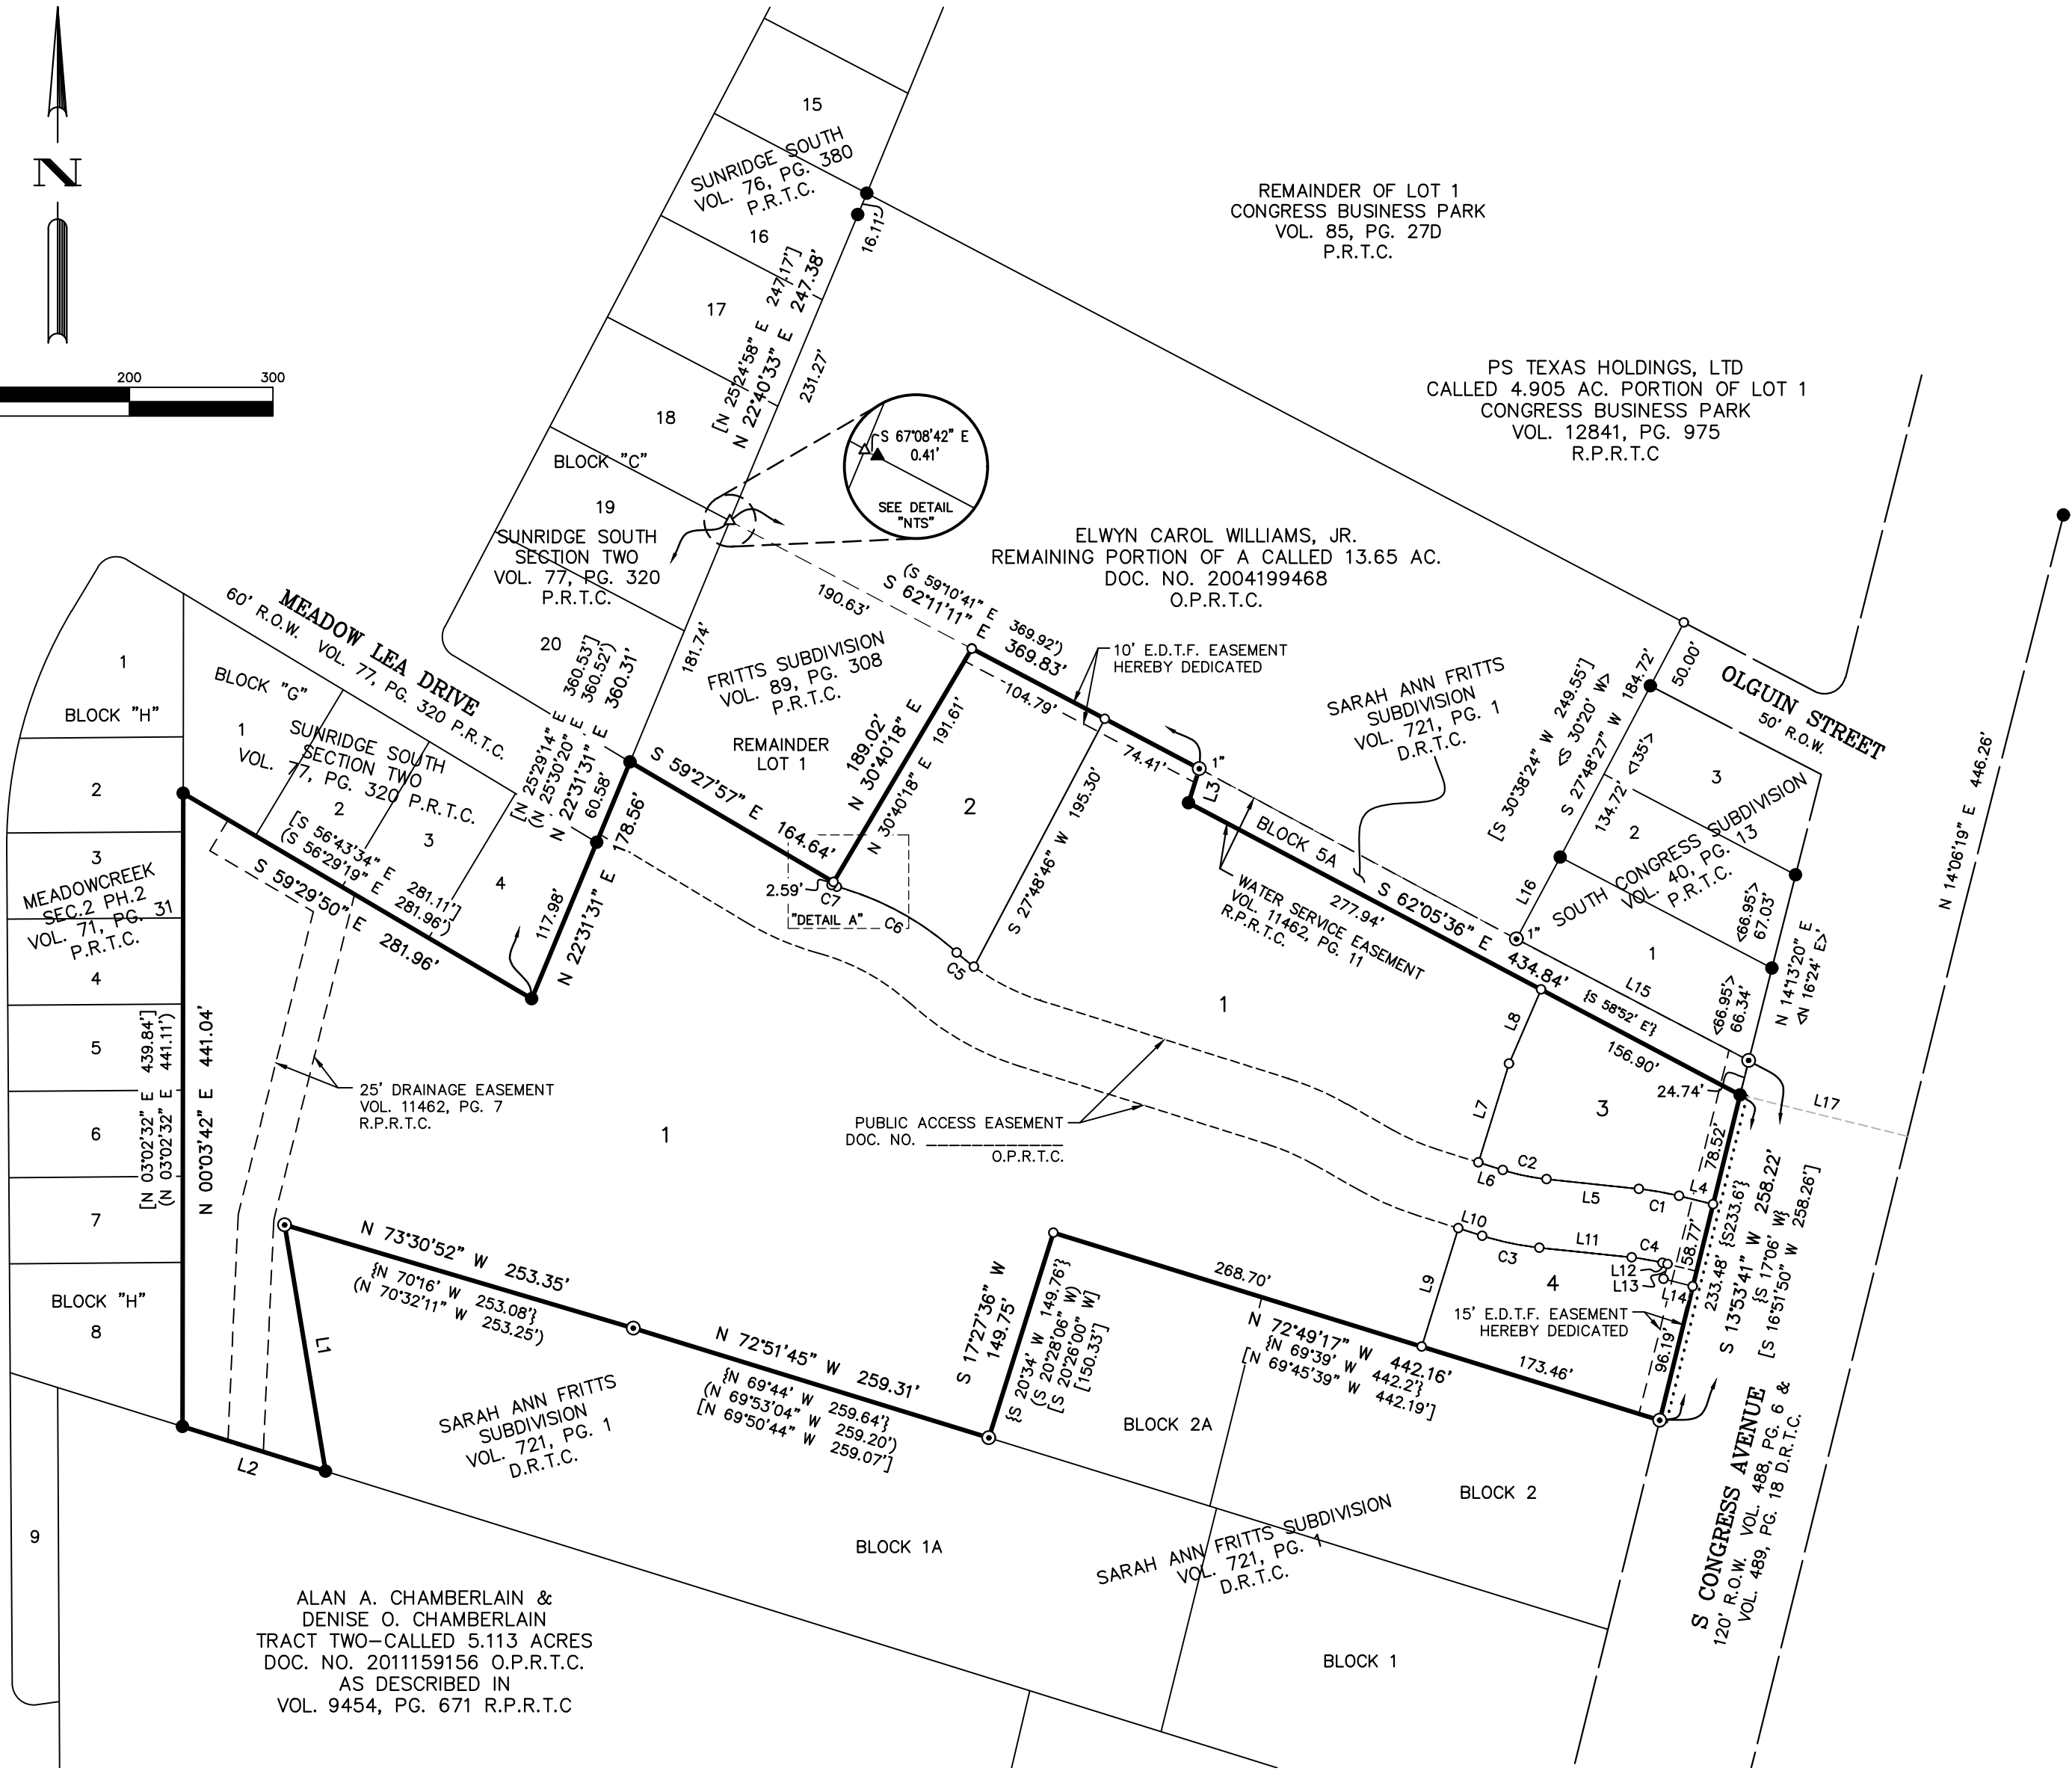 N
200
300
15
SUNRIDGE SOUTH
VOL. 76, PG. 380
P.R.T.C.
16
17
18
BLOCK "C"
19
SUNRIDGE SOUTH
SECTION TWO
VOL. 77, PG. 320
P.R.T.C.
20
16.11'
[N 25°24'58" E 247.17']
N 22°40'33" E 247.38'
231.27'
S 67°08'42" E
0.41'
SEE DETAIL
"NTS"
REMAINDER OF LOT 1
CONGRESS BUSINESS PARK
VOL. 85, PG. 27D
P.R.T.C.
PS TEXAS HOLDINGS, LTD
CALLED 4.905 AC. PORTION OF LOT 1
CONGRESS BUSINESS PARK
VOL. 12841, PG. 975
R.P.R.T.C
ELWYN CAROL WILLIAMS, JR.
REMAINING PORTION OF A CALLED 13.65 AC.
DOC. NO. 2004199468
O.P.R.T.C.
190.63'
(S 59°10'41" E 369.92')
S 62°11'11" E 369.83'
10' E.D.T.F. EASEMENT
HEREBY DEDICATED
104.79'
74.41'
181.74'
FRITTS SUBDIVISION
VOL. 89, PG. 308
P.R.T.C.
REMAINDER
LOT 1
MEADOW LEA DRIVE
60' R.O.W. VOL. 77, PG. 320 P.R.T.C.
[N 25°29'14" E 360.53']
(N 25°30'20" E 360.52')
N 22°31'31" E 360.31'
60.58'
178.56'
117.98'
N 22°31'31" E
S 59°27'57" E 164.64'
189.02'
N 30°40'18" E
N 30°40'18" E 191.61'
2
2.59'
C7
"DETAIL A"
C6
C5
S 27°48'46" W 195.30'
1"
L3
BLOCK 5A
SARAH ANN FRITTS
SUBDIVISION
VOL. 721, PG. 1
D.R.T.C.
WATER SERVICE EASEMENT
VOL. 11462, PG. 11
R.P.R.T.C.
277.94'
S 62°05'36" E 434.84'
{S 58°52' E'}
156.90'
[S 30°38'24" W 249.55']
<S 30°20' W>
S 27°48'27" W 184.72'
134.72' <135'>
50.00'
OLGUIN STREET
50' R.O.W.
L16
1"
3
2
SOUTH CONGRESS SUBDIVISION
VOL. 40, PG. 13
P.R.T.C.
1
L15
<66.95'>
67.03'
<66.95'>
66.34'
N 14°13'20" E
<N 16°24' E>
N 14°06'19" E 446.26'
L17
1
BLOCK "H"
2
3
MEADOWCREEK
SEC.2 PH.2
VOL. 71, PG. 31
P.R.T.C.
4
5
6
7
BLOCK "H"
8
9
BLOCK "G"
1
SUNRIDGE SOUTH
SECTION TWO
VOL. 77, PG. 320 P.R.T.C.
2
3
4
[S 56°43'34" E 281.11']
(S 56°29'19" E 281.96')
S 59°29'50" E 281.96'
[N 03°02'32" E 439.84']
(N 03°02'32" E 441.11')
N 00°03'42" E 441.04'
25' DRAINAGE EASEMENT
VOL. 11462, PG. 7
R.P.R.T.C.
1
1
PUBLIC ACCESS EASEMENT
DOC. NO. _____________
O.P.R.T.C.
L8
L7
L6
C2
L5
C1
L4
3
24.74'
78.52'
L10
C3
L11
C4
L12
L13
L14
L9
4
58.77'
96.19'
15' E.D.T.F. EASEMENT
HEREBY DEDICATED
233.48' {S233.6'}
S 13°53'41" W 258.22'
{S 17°06' W}
[S 16°51'50" W 258.26']
S CONGRESS AVENUE
120' R.O.W. VOL. 488, PG. 6 &
VOL. 489, PG. 18 D.R.T.C.
N 73°30'52" W 253.35'
{N 70°16' W 253.08'}
(N 70°32'11" W 253.25')
L1
L2
N 72°51'45" W 259.31'
{N 69°44' W 259.64'}
(N 69°53'04" W 259.20')
[N 69°50'44" W 259.07']
S 17°27'36" W
149.75'
{S 20°34' W 149.76'}
(S 20°28'06" W)
[S 20°26'00" W]
[150.33']
268.70'
N 72°49'17" W 442.16'
{N 69°39' W 442.2'}
[N 69°45'39" W 442.19']
173.46'
SARAH ANN FRITTS
SUBDIVISION
VOL. 721, PG. 1
D.R.T.C.
BLOCK 2A
BLOCK 2
BLOCK 1A
SARAH ANN FRITTS SUBDIVISION
VOL. 721, PG. 1
D.R.T.C.
BLOCK 1
ALAN A. CHAMBERLAIN &
DENISE O. CHAMBERLAIN
TRACT TWO-CALLED 5.113 ACRES
DOC. NO. 2011159156 O.P.R.T.C.
AS DESCRIBED IN
VOL. 9454, PG. 671 R.P.R.T.C